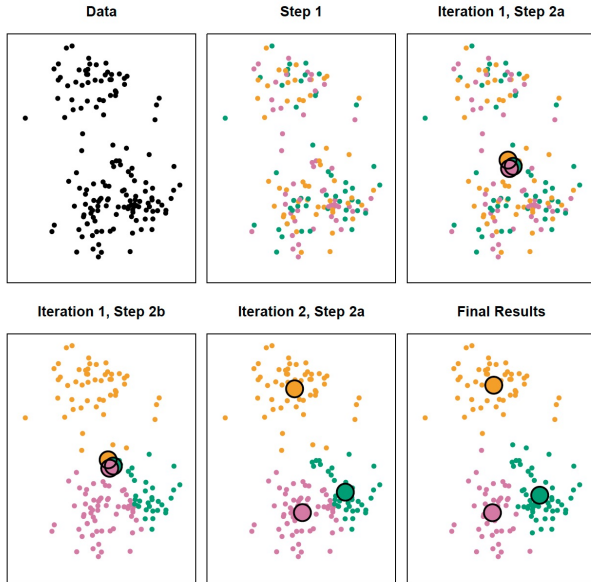 Data
Step 1
Iteration 1, Step 2a
Iteration 1, Step 2b
Iteration 2, Step 2a
Final Results